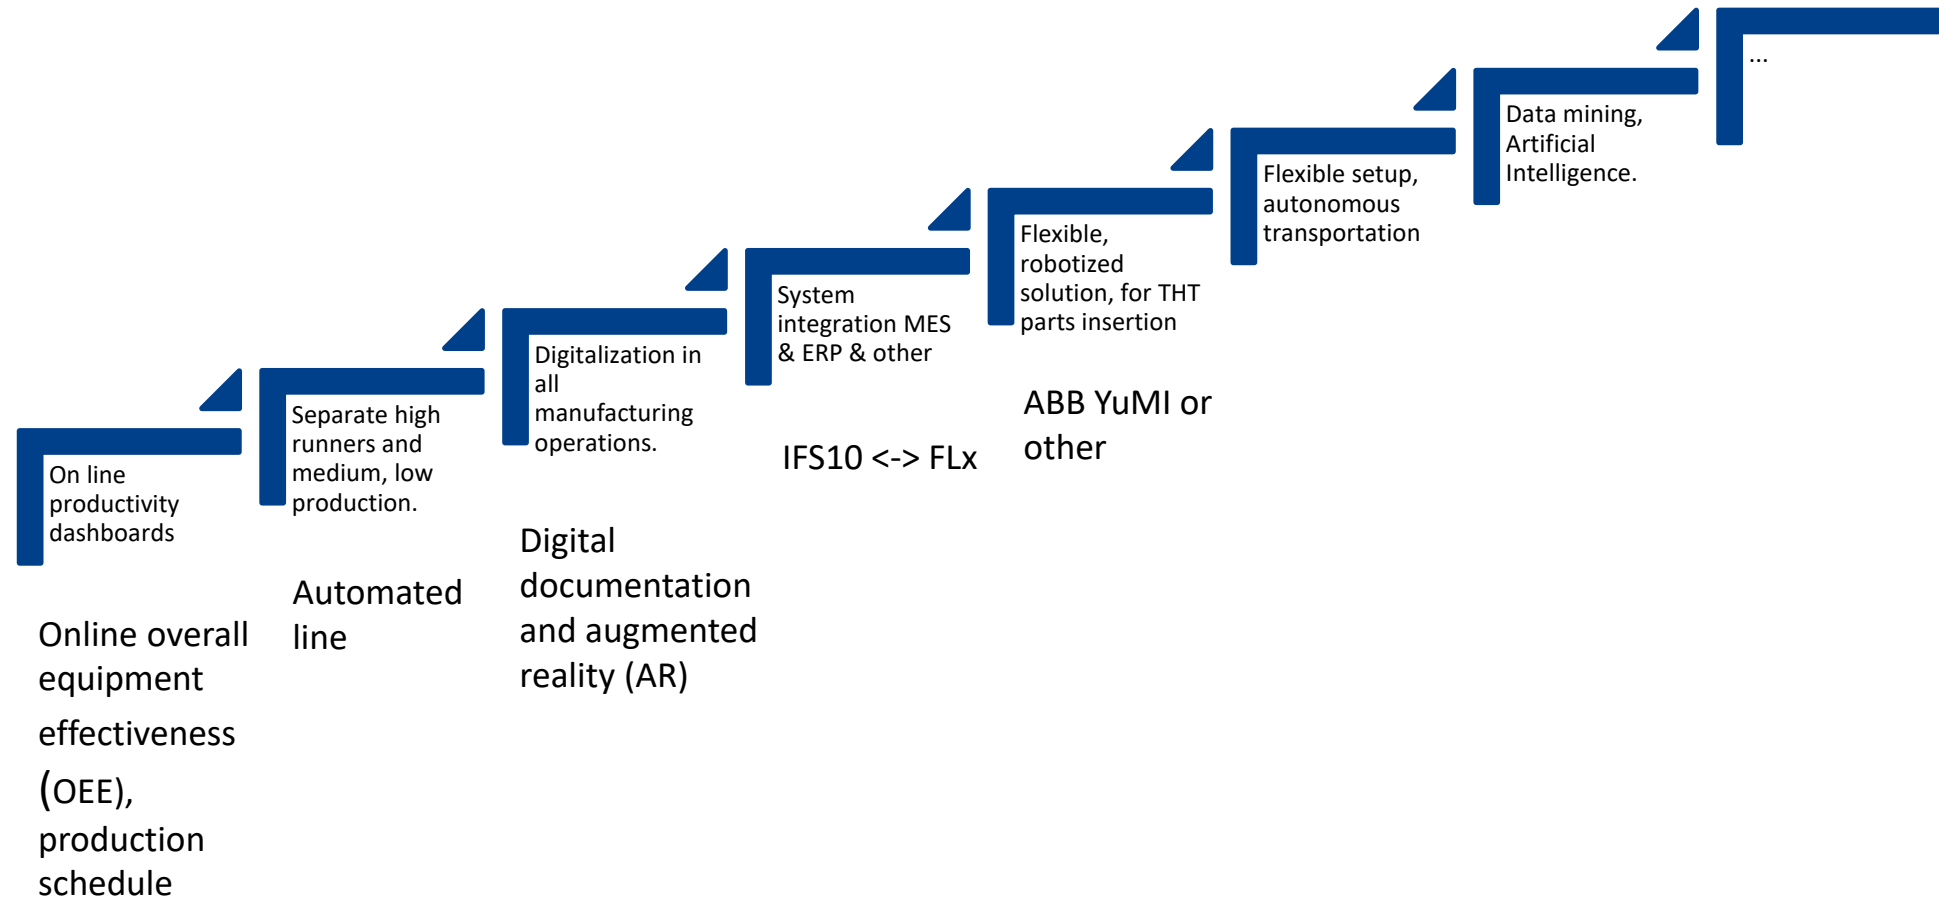 On line
productivity
dashboards
Online overall
equipment
effectiveness
(OEE),
production
schedule
Separate high
runners and
medium, low
production.
Automated
line
Digitalization in
all
manufacturing
operations.
Digital
documentation
and augmented
reality (AR)
System
integration MES
& ERP & other
IFS10 <-> FLx
Flexible,
robotized
solution, for THT
parts insertion
ABB YuMI or
other
Flexible setup,
autonomous
transportation
Data mining,
Artificial
Intelligence.
...